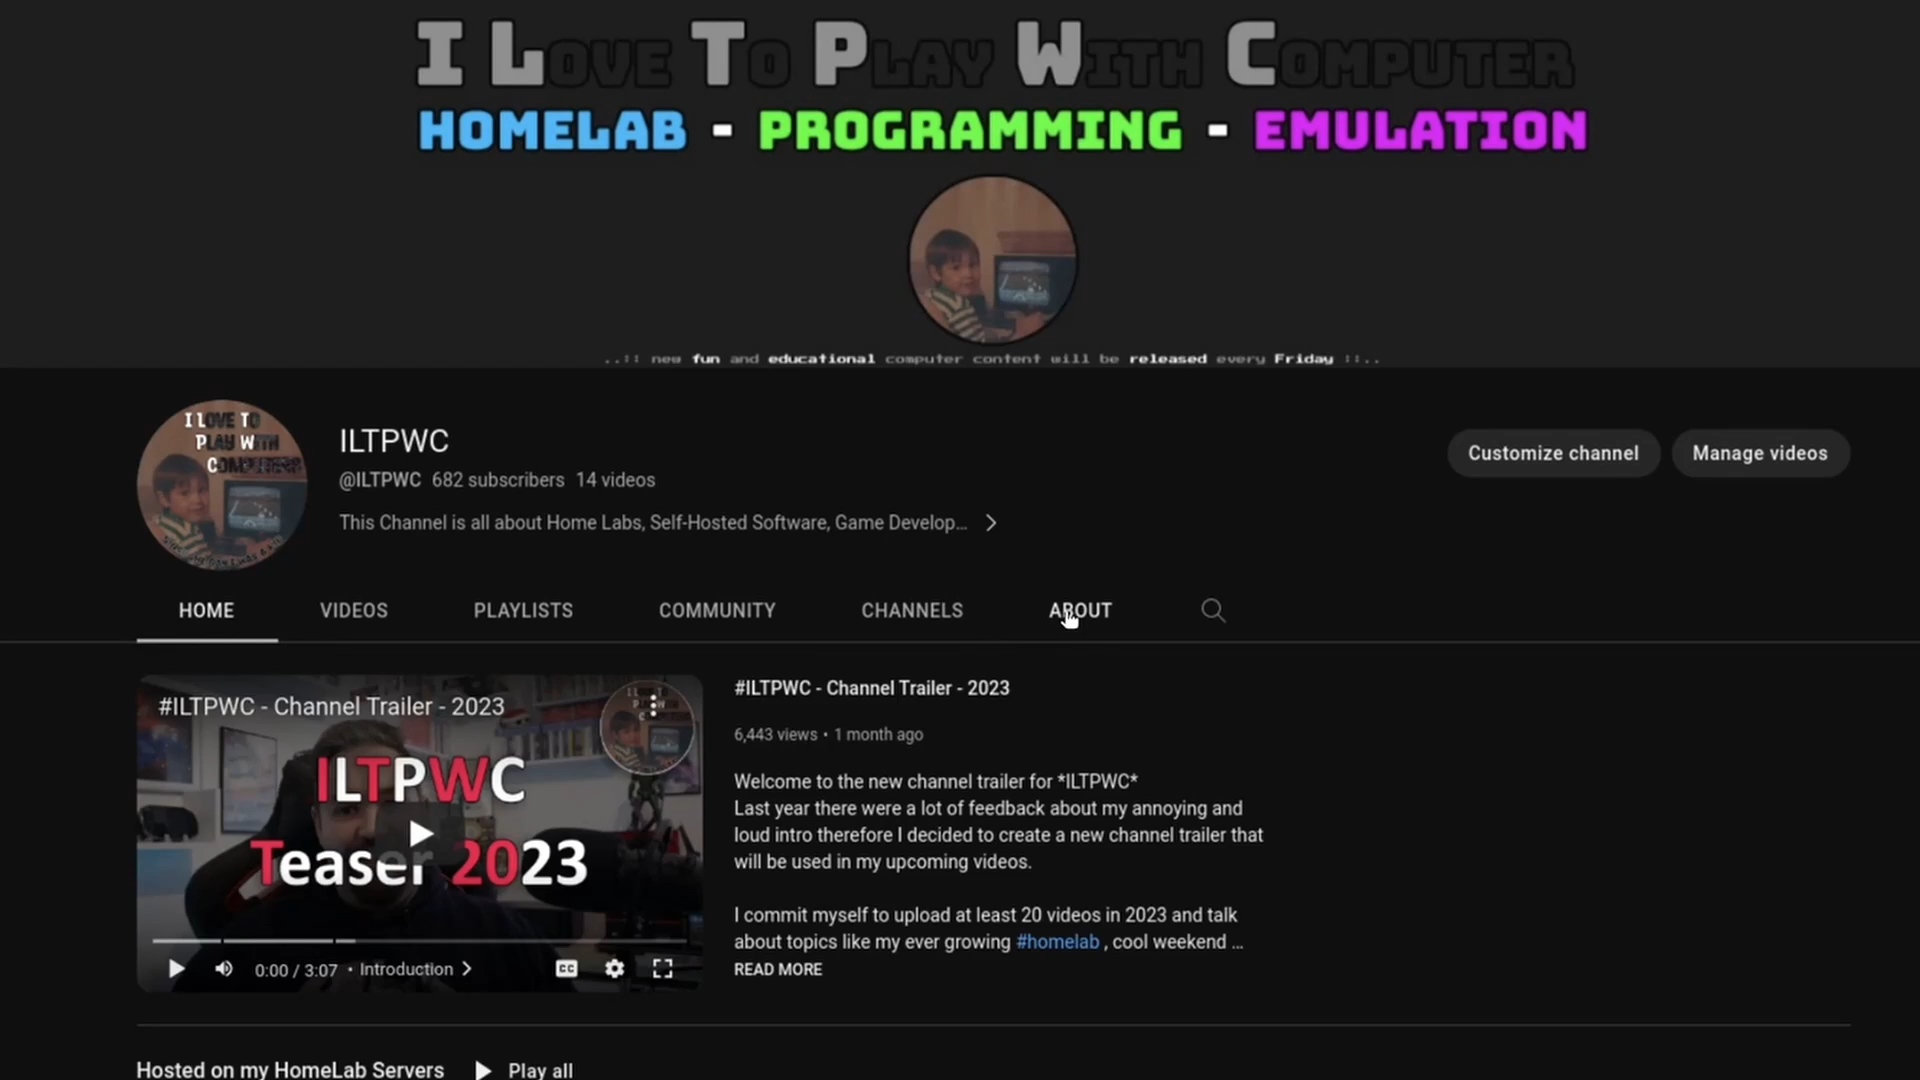 I LOVE TO PLAY WITH COMPUTER
HOMELAB - PROGRAMMING - EMULATION
..:: new fun and educational computer content will be released every Friday ::..
I LOVE TO
PLAY WITH
COMPUTERS
ILTPWC
@ILTPWC 682 subscribers 14 videos
This Channel is all about Home Labs, Self-Hosted Software, Game Develop...
Customize channel
Manage videos
HOME VIDEOS PLAYLISTS COMMUNITY CHANNELS ABOUT
#ILTPWC - Channel Trailer - 2023
ILTPWC
Teaser 2023
0:00 / 3:07 • Introduction
CC
#ILTPWC - Channel Trailer - 2023
6,443 views • 1 month ago
Welcome to the new channel trailer for *ILTPWC*
Last year there were a lot of feedback about my annoying and
loud intro therefore I decided to create a new channel trailer that
will be used in my upcoming videos.
I commit myself to upload at least 20 videos in 2023 and talk
about topics like my ever growing #homelab , cool weekend ...
READ MORE
Hosted on my HomeLab Servers Play all